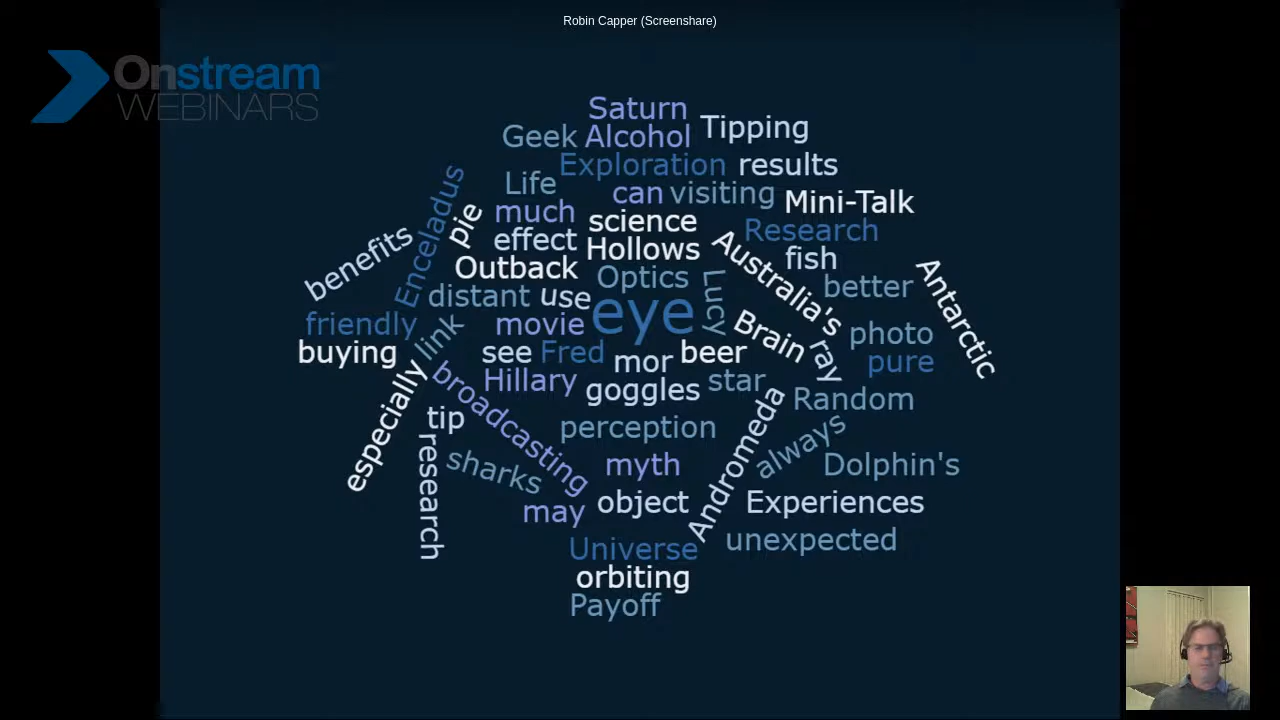 Robin Capper (Screenshare)
Onstream
WEBINARS
Saturn
Geek
Alcohol
Tipping
Exploration
results
Life
can
visiting
Mini-Talk
Enceladus
pie
much
science
Research
benefits
effect
Hollows
Australia's
fish
Antarctic
Outback
Optics
Lucy
better
distant
use
eye
friendly
link
movie
Brain
ray
photo
buying
see
Fred
mor
beer
pure
especially
broadcasting
Hillary
goggles
star
Random
tip
perception
Andromeda
always
research
sharks
myth
Dolphin's
may
object
Experiences
Universe
unexpected
orbiting
Payoff